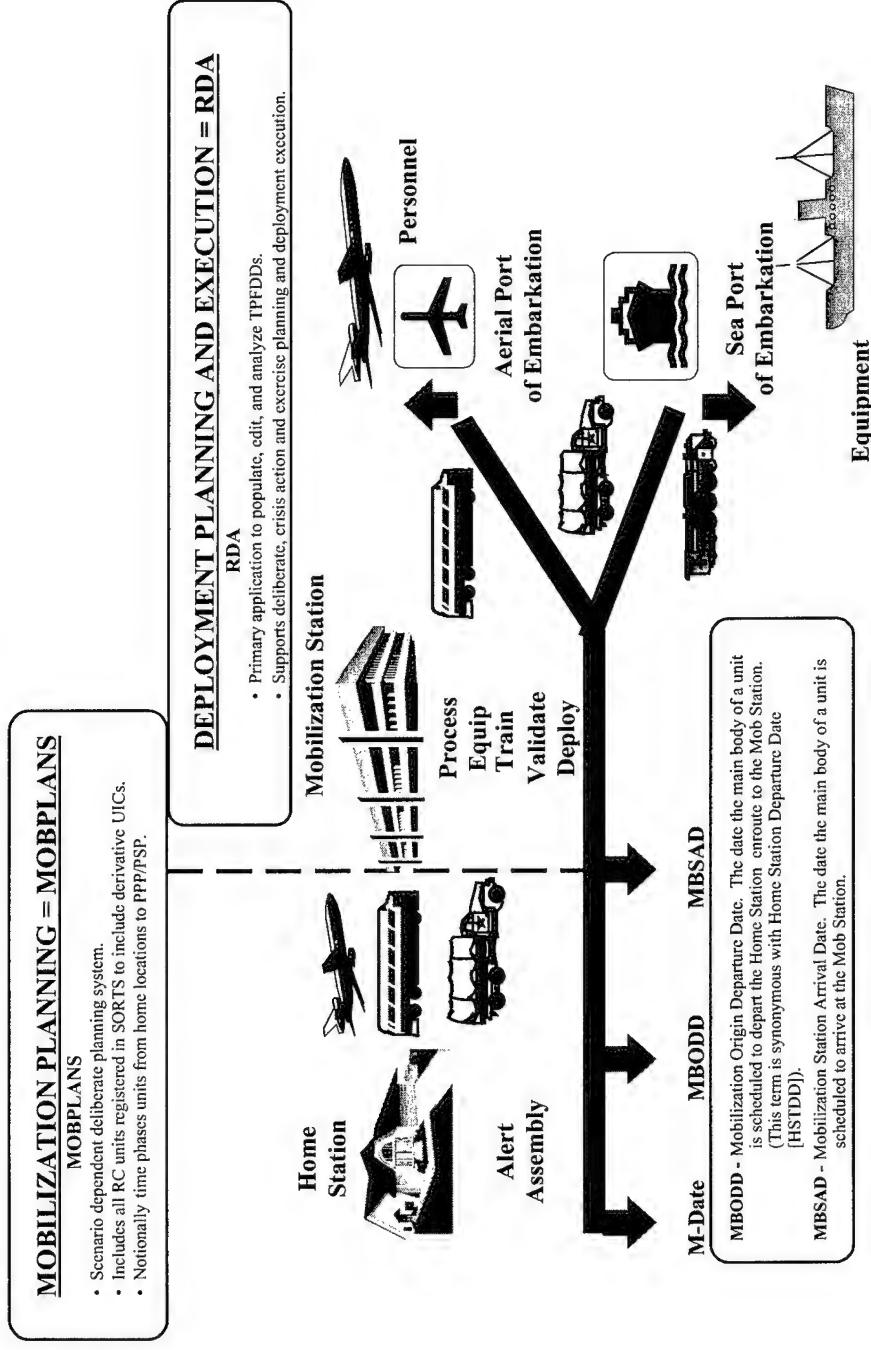 MOBILIZATION PLANNING = MOBPLANS
MOBPLANS
• Scenario dependent deliberate planning system.
• Includes all RC units registered in SORTS to include derivative UICs.
• Notionally time phases units from home locations to PPP/PSP.
DEPLOYMENT PLANNING AND EXECUTION = RDA
RDA
• Primary application to populate, edit, and analyze TPFDDs.
• Supports deliberate, crisis action and exercise planning and deployment execution.
Home
Station
Alert
Assembly
Mobilization Station
Process
Equip
Train
Validate
Deploy
Personnel
Aerial Port
of Embarkation
Sea Port
of Embarkation
Equipment
M-Date
MBODD
MBSAD
MBODD - Mobilization Origin Departure Date. The date the main body of a unit
is scheduled to depart the Home Station enroute to the Mob Station.
(This term is synonymous with Home Station Departure Date
[HSTDD]).
MBSAD - Mobilization Station Arrival Date. The date the main body of a unit is
scheduled to arrive at the Mob Station.